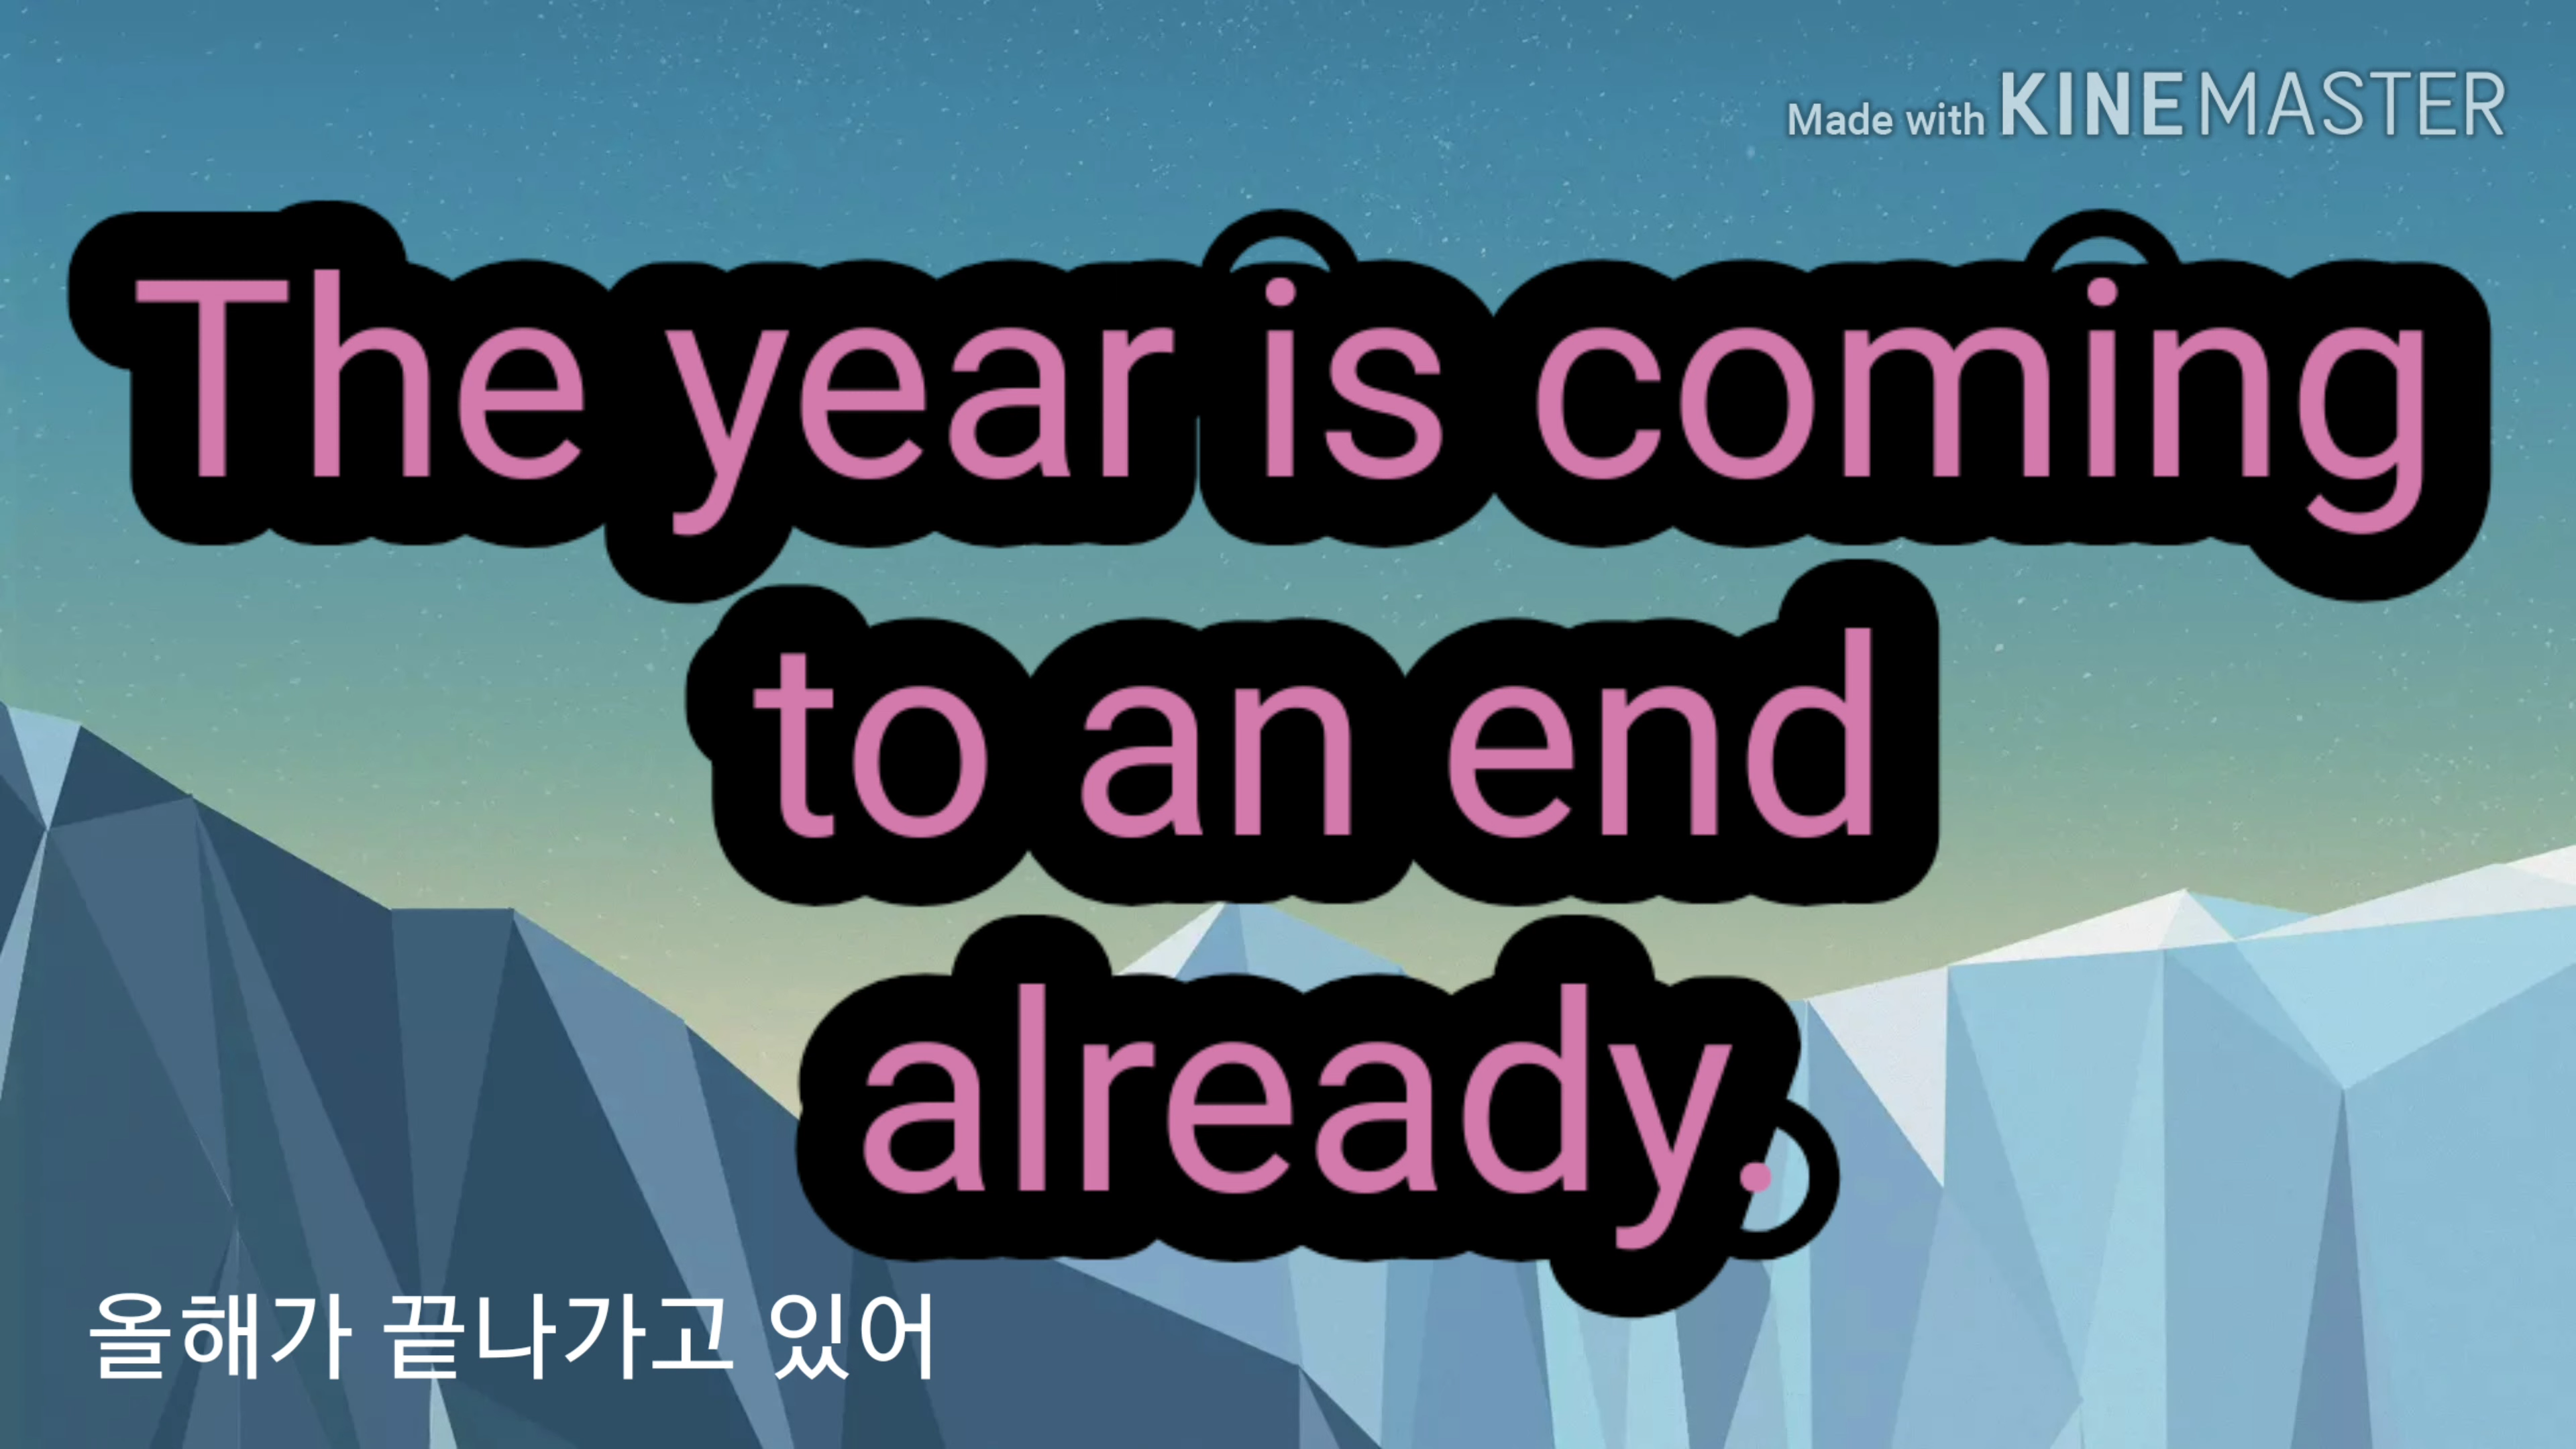 Made with KINEMASTER
The year is coming
to an end
already.
올해가 끝나가고 있어